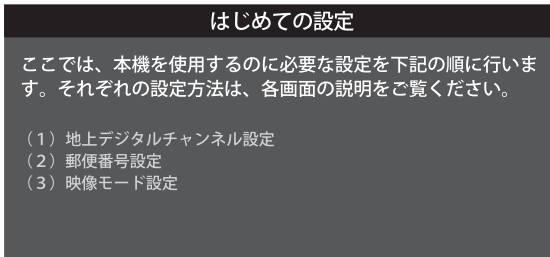 はじめての設定
ここでは、本機を使用するのに必要な設定を下記の順に行いま
す。それぞれの設定方法は、各画面の説明をご覧ください。
（1）地上デジタルチャンネル設定
（2）郵便番号設定
（3）映像モード設定